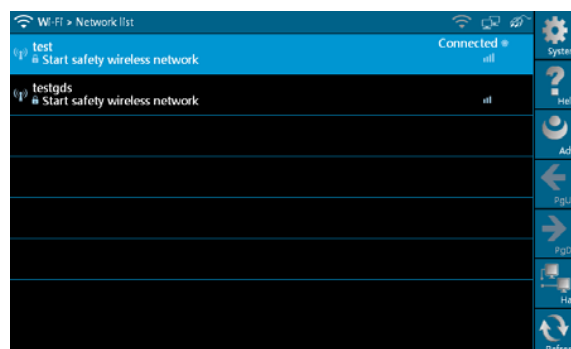 Wi-Fi > Network list
test
Connected
Start safety wireless network
testgds
Start safety wireless network
Syste
Hel
Ad
PgU
PgD
Ha
Refres